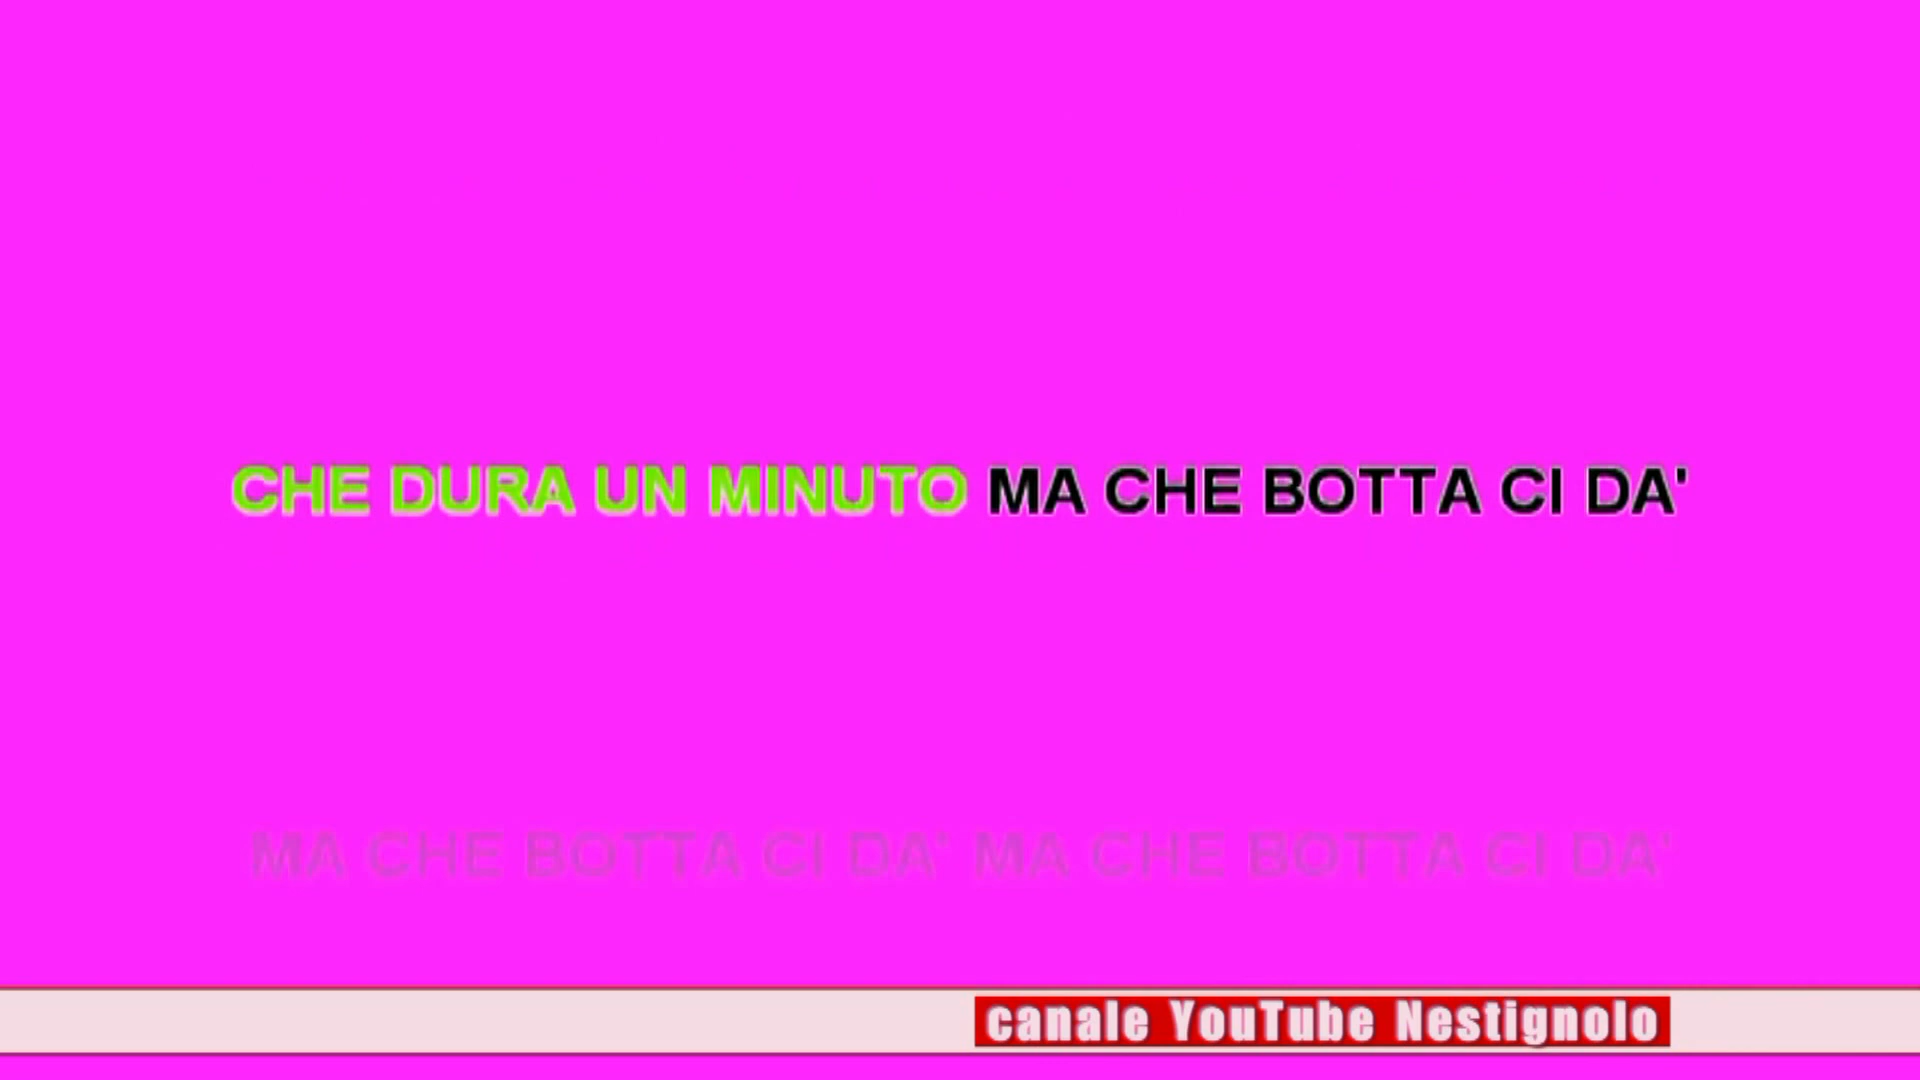 CHE DURA UN MINUTO MA CHE BOTTA CI DA'
MA CHE BOTTA CI DA' MA CHE BOTTA CI DA'
canale YouTube Nestignolo